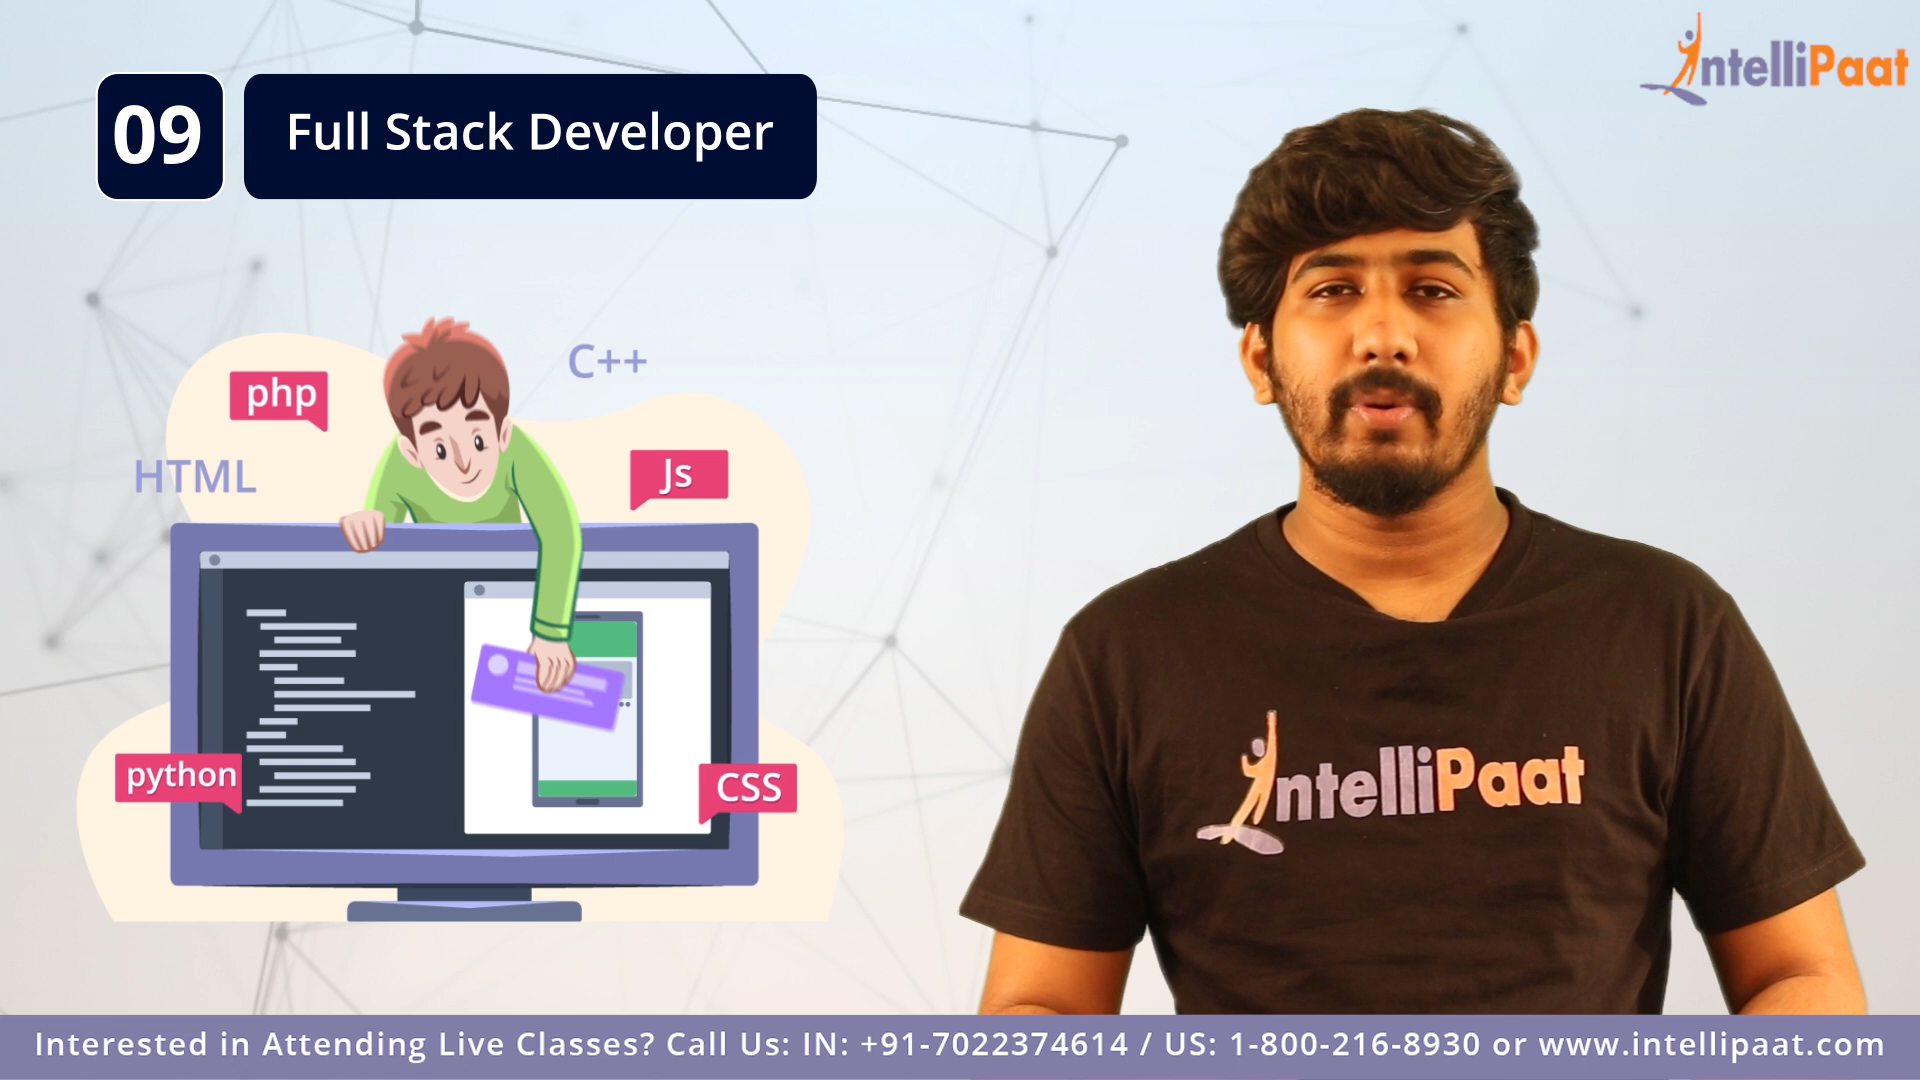 IntelliPaat
09
Full Stack Developer
php
C++
HTML
Js
python
CSS
IntelliPaat
Interested in Attending Live Classes? Call Us: IN: +91-7022374614 / US: 1-800-216-8930 or www.intellipaat.com